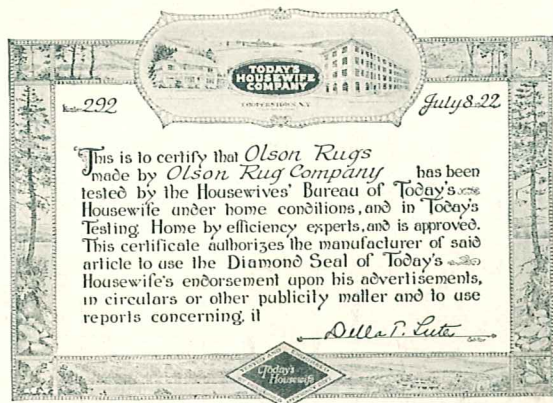 TODAY'S
HOUSEWIFE
COMPANY
COOPERSTOWN, N.Y.
292
July 8-22
This is to certify that Olson Rugs
made by Olson Rug Company has been
tested by the Housewives' Bureau of Today's
Housewife under home conditions, and in Today's
Testing Home by efficiency experts, and is approved.
This certificate authorizes the manufacturer of said
article to use the Diamond Seal of Today's
Housewife's endorsement upon his advertisements,
in circulars or other publicity matter and to use
reports concerning it
Della T. Lutes
Today's
Housewife